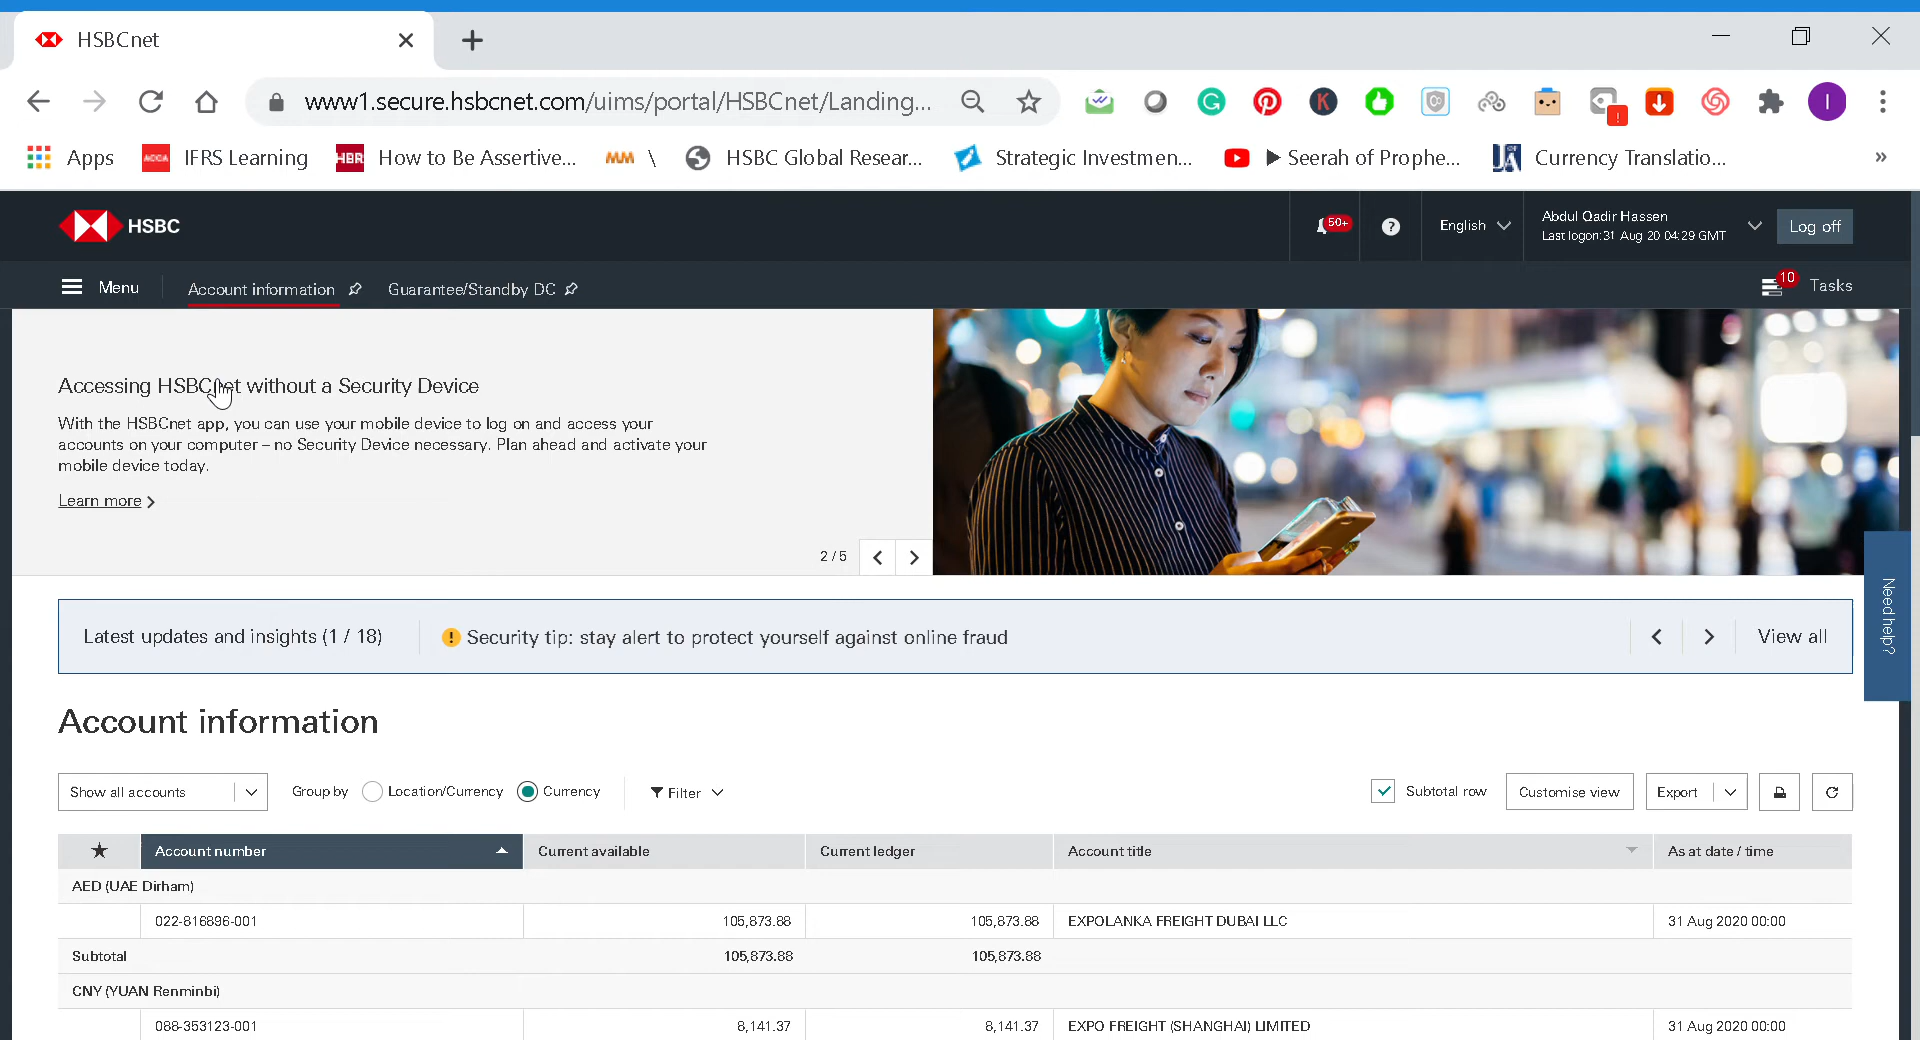 HSBCnet
www1.secure.hsbcnet.com/uims/portal/HSBCnet/Landing...
Apps
IFRS Learning
How to Be Assertive...
\
HSBC Global Resear...
Strategic Investmen...
▶ Seerah of Prophe...
Currency Translatio...
»
HSBC
50+
?
English
Abdul Qadir Hassen
Last logon:31 Aug 20 04:29 GMT
Log off
Menu
Account information
Guarantee/Standby DC
10
Tasks
Accessing HSBCnet without a Security Device
With the HSBCnet app, you can use your mobile device to log on and access your
accounts on your computer – no Security Device necessary. Plan ahead and activate your
mobile device today.
Learn more
2 / 5
Need help?
Latest updates and insights (1 / 18)
Security tip: stay alert to protect yourself against online fraud
View all
Account information
Show all accounts
Group by
Location/Currency
Currency
Filter
Subtotal row
Customise view
Export
Account number
Current available
Current ledger
Account title
As at date / time
AED (UAE Dirham)
022-816896-001 105,873.88 105,873.88 EXPOLANKA FREIGHT DUBAI LLC 31 Aug 2020 00:00
Subtotal 105,873.88 105,873.88
CNY (YUAN Renminbi)
088-353123-001 8,141.37 8,141.37 EXPO FREIGHT (SHANGHAI) LIMITED 31 Aug 2020 00:00